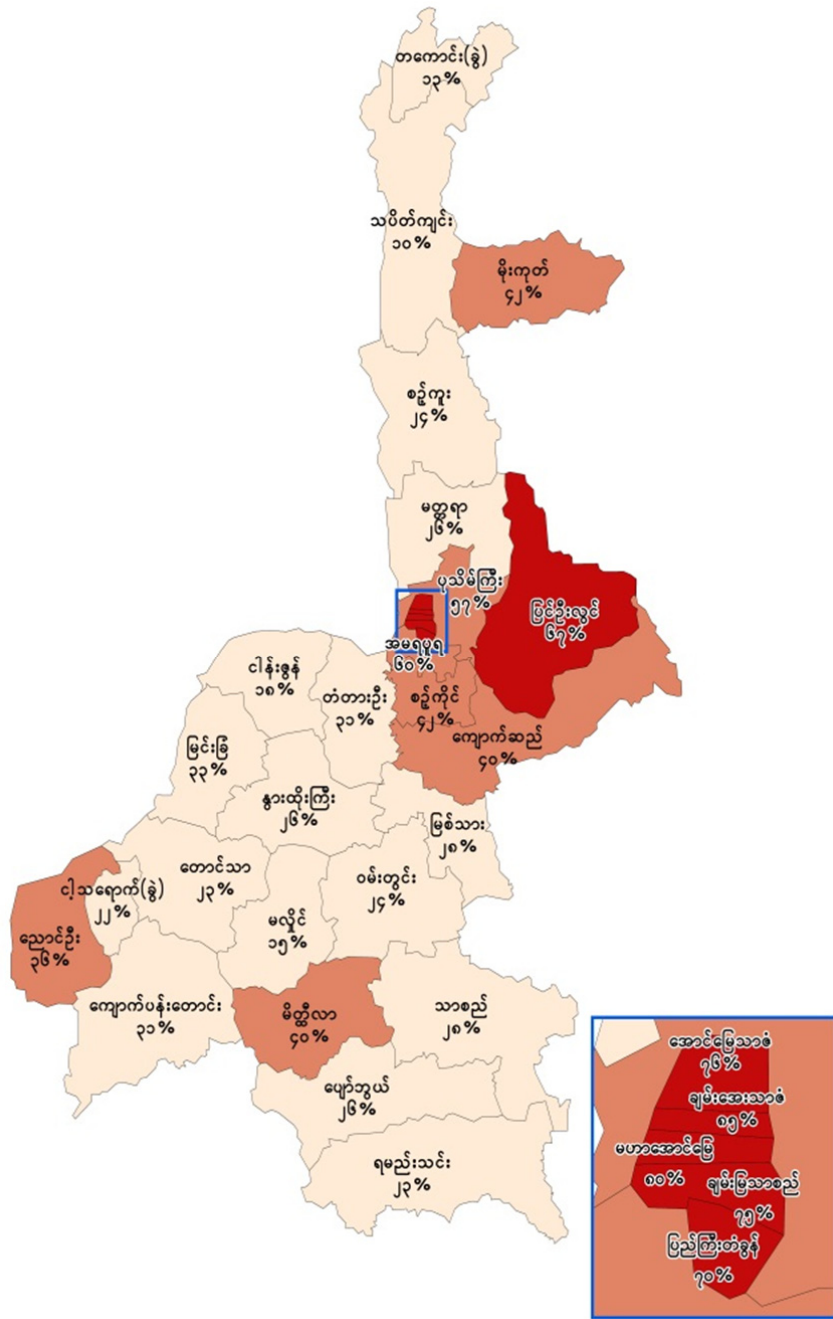 တကောင်း(ခွဲ)
၁၃%
သပိတ်ကျင်း
၁၀%
မိုးကုတ်
၄၂%
စဉ့်ကူး
၂၄%
မတ္တရာ
၂၆%
ပုသိမ်ကြီး
၅၇%
ပြင်ဦးလွင်
၆၇%
အမရပူရ
၆၀%
ငါန်းဇွန်
၁၈%
တံတားဦး
၃၁%
စဉ့်ကိုင်
၄၂%
ကျောက်ဆည်
၄၀%
မြင်းခြံ
၃၃%
နွားထိုးကြီး
၂၆%
မြစ်သား
၂၈%
တောင်သာ
၂၃%
ဝမ်းတွင်း
၂၄%
ငါ့သရောက်(ခွဲ)
၂၂%
မလှိုင်
၁၅%
ညောင်ဦး
၃၆%
ကျောက်ပန်းတောင်း
၃၁%
မိတ္ထီလာ
၄၀%
သာစည်
၂၈%
ပျော်ဘွယ်
၂၆%
ရမည်းသင်း
၂၃%
အောင်မြေသာဇံ
၇၆%
ချမ်းအေးသာဇံ
၈၅%
မဟာအောင်မြေ
၈၀%
ချမ်းမြသာစည်
၇၅%
ပြည်ကြီးတံခွန်
၇၀%